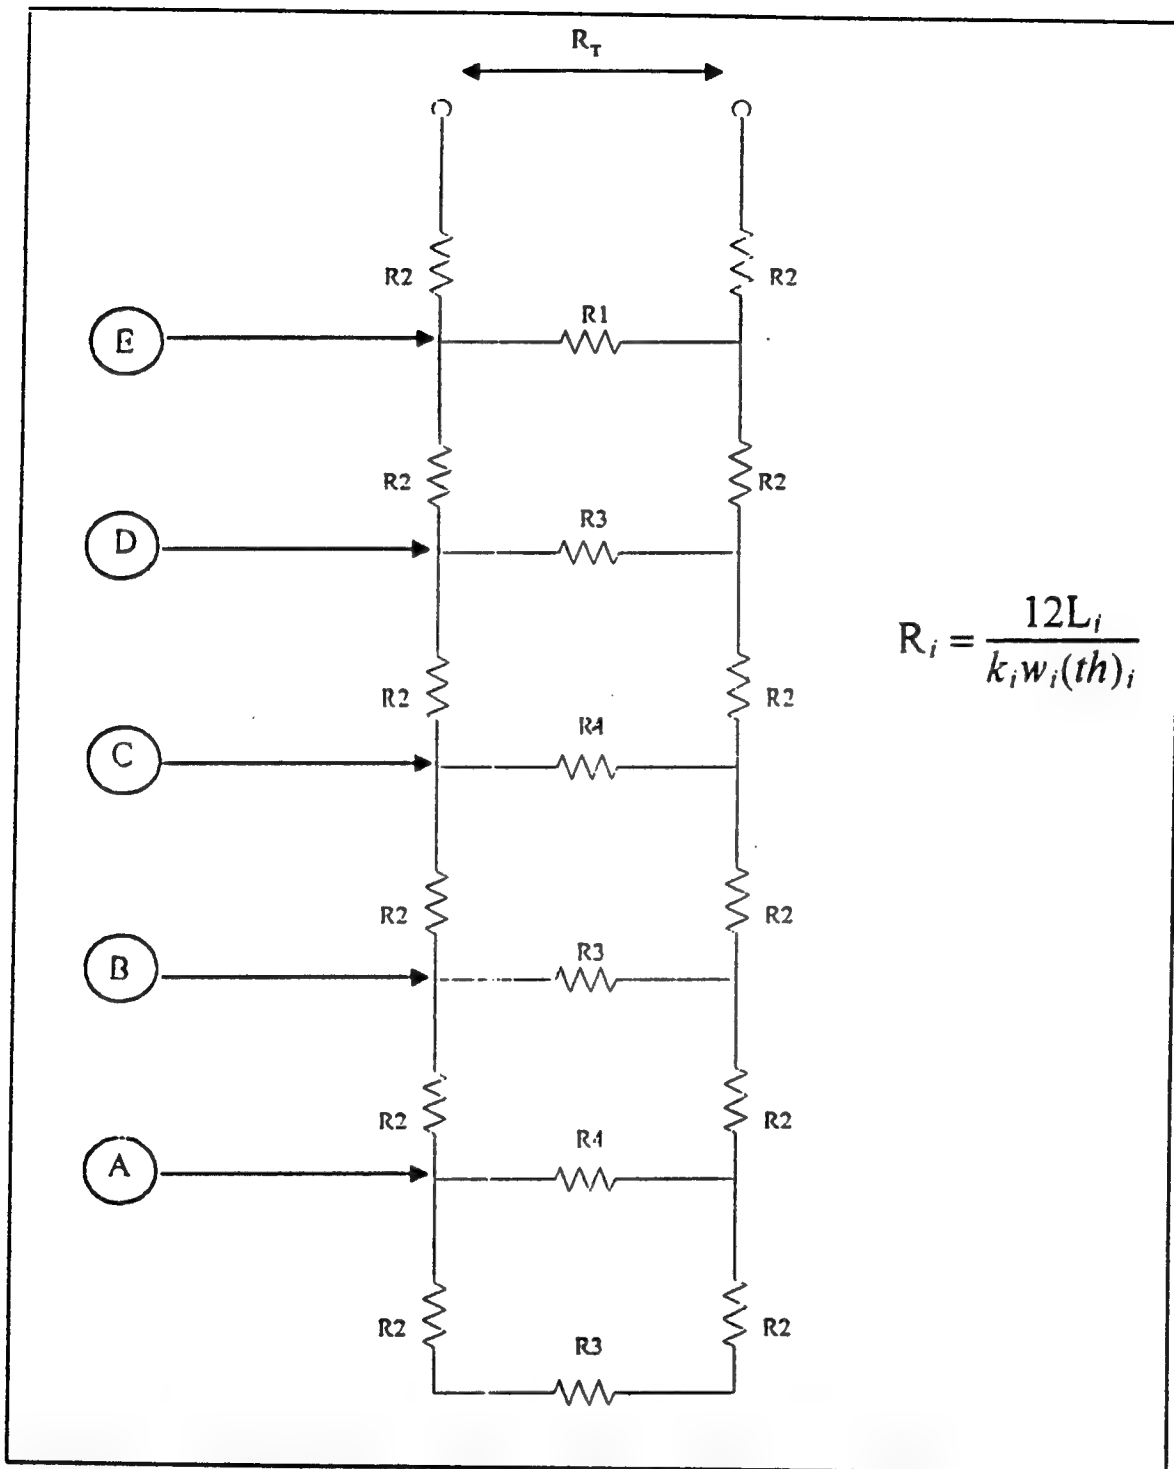 R_T
R2 R2
E R1
R2 R2
D R3
R_i = 12L_i / k_i w_i (th)_i
R2 R2
C R4
R2 R2
B R3
R2 R2
A R4
R2 R2
R3